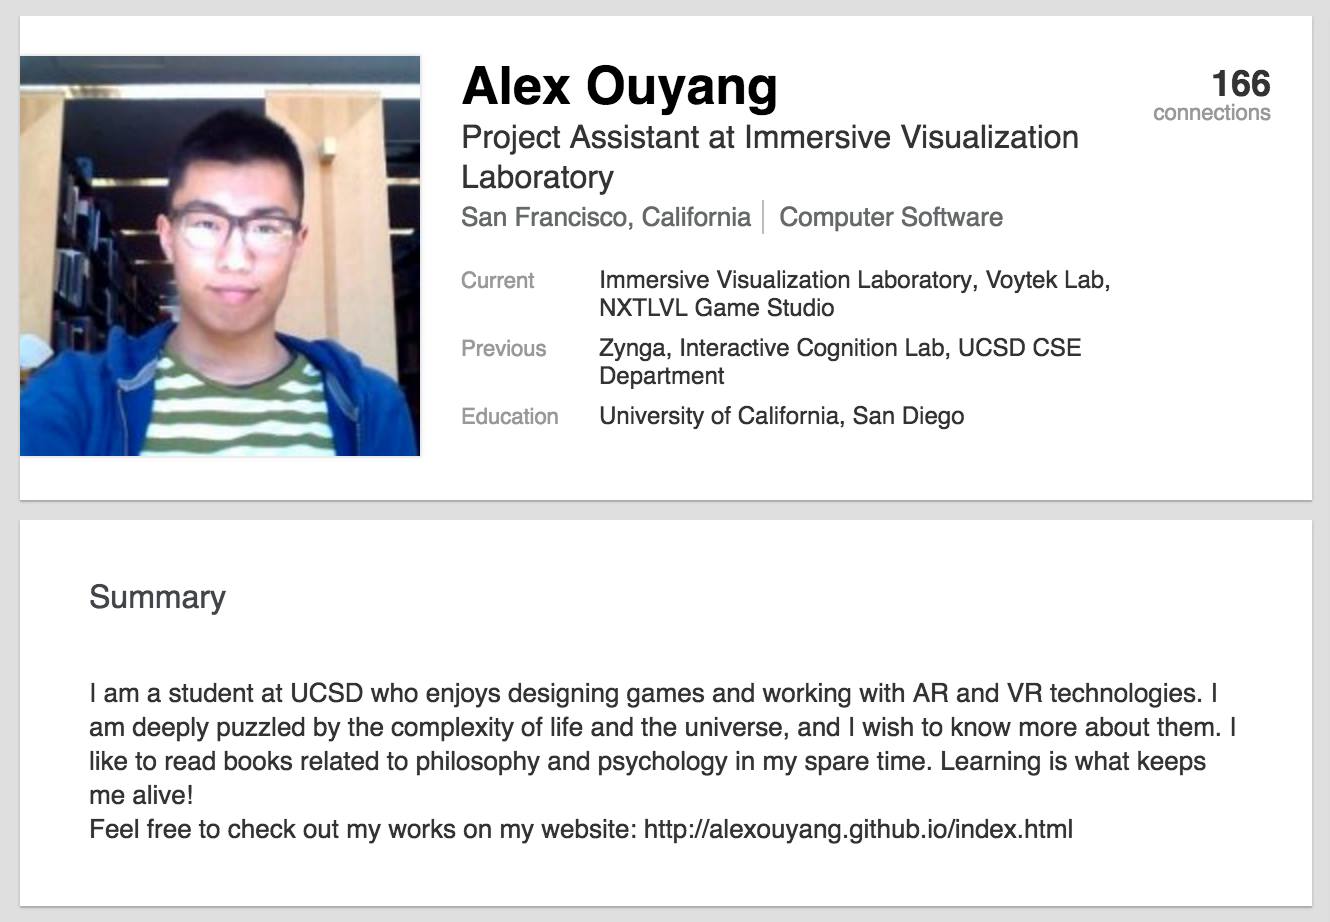 Alex Ouyang
166
connections
Project Assistant at Immersive Visualization
Laboratory
San Francisco, California | Computer Software
Current Immersive Visualization Laboratory, Voytek Lab,
NXTLVL Game Studio
Previous Zynga, Interactive Cognition Lab, UCSD CSE
Department
Education University of California, San Diego
Summary
I am a student at UCSD who enjoys designing games and working with AR and VR technologies. I
am deeply puzzled by the complexity of life and the universe, and I wish to know more about them. I
like to read books related to philosophy and psychology in my spare time. Learning is what keeps
me alive!
Feel free to check out my works on my website: http://alexouyang.github.io/index.html